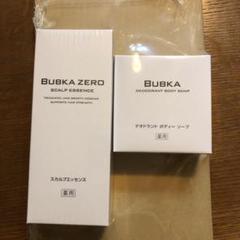 BUBKA ZERO
SCALP ESSENCE
スカルプエッセンス
薬用
BUBKA
DEODORANT BODY SOAP
デオドラント ボディー ソープ
薬用